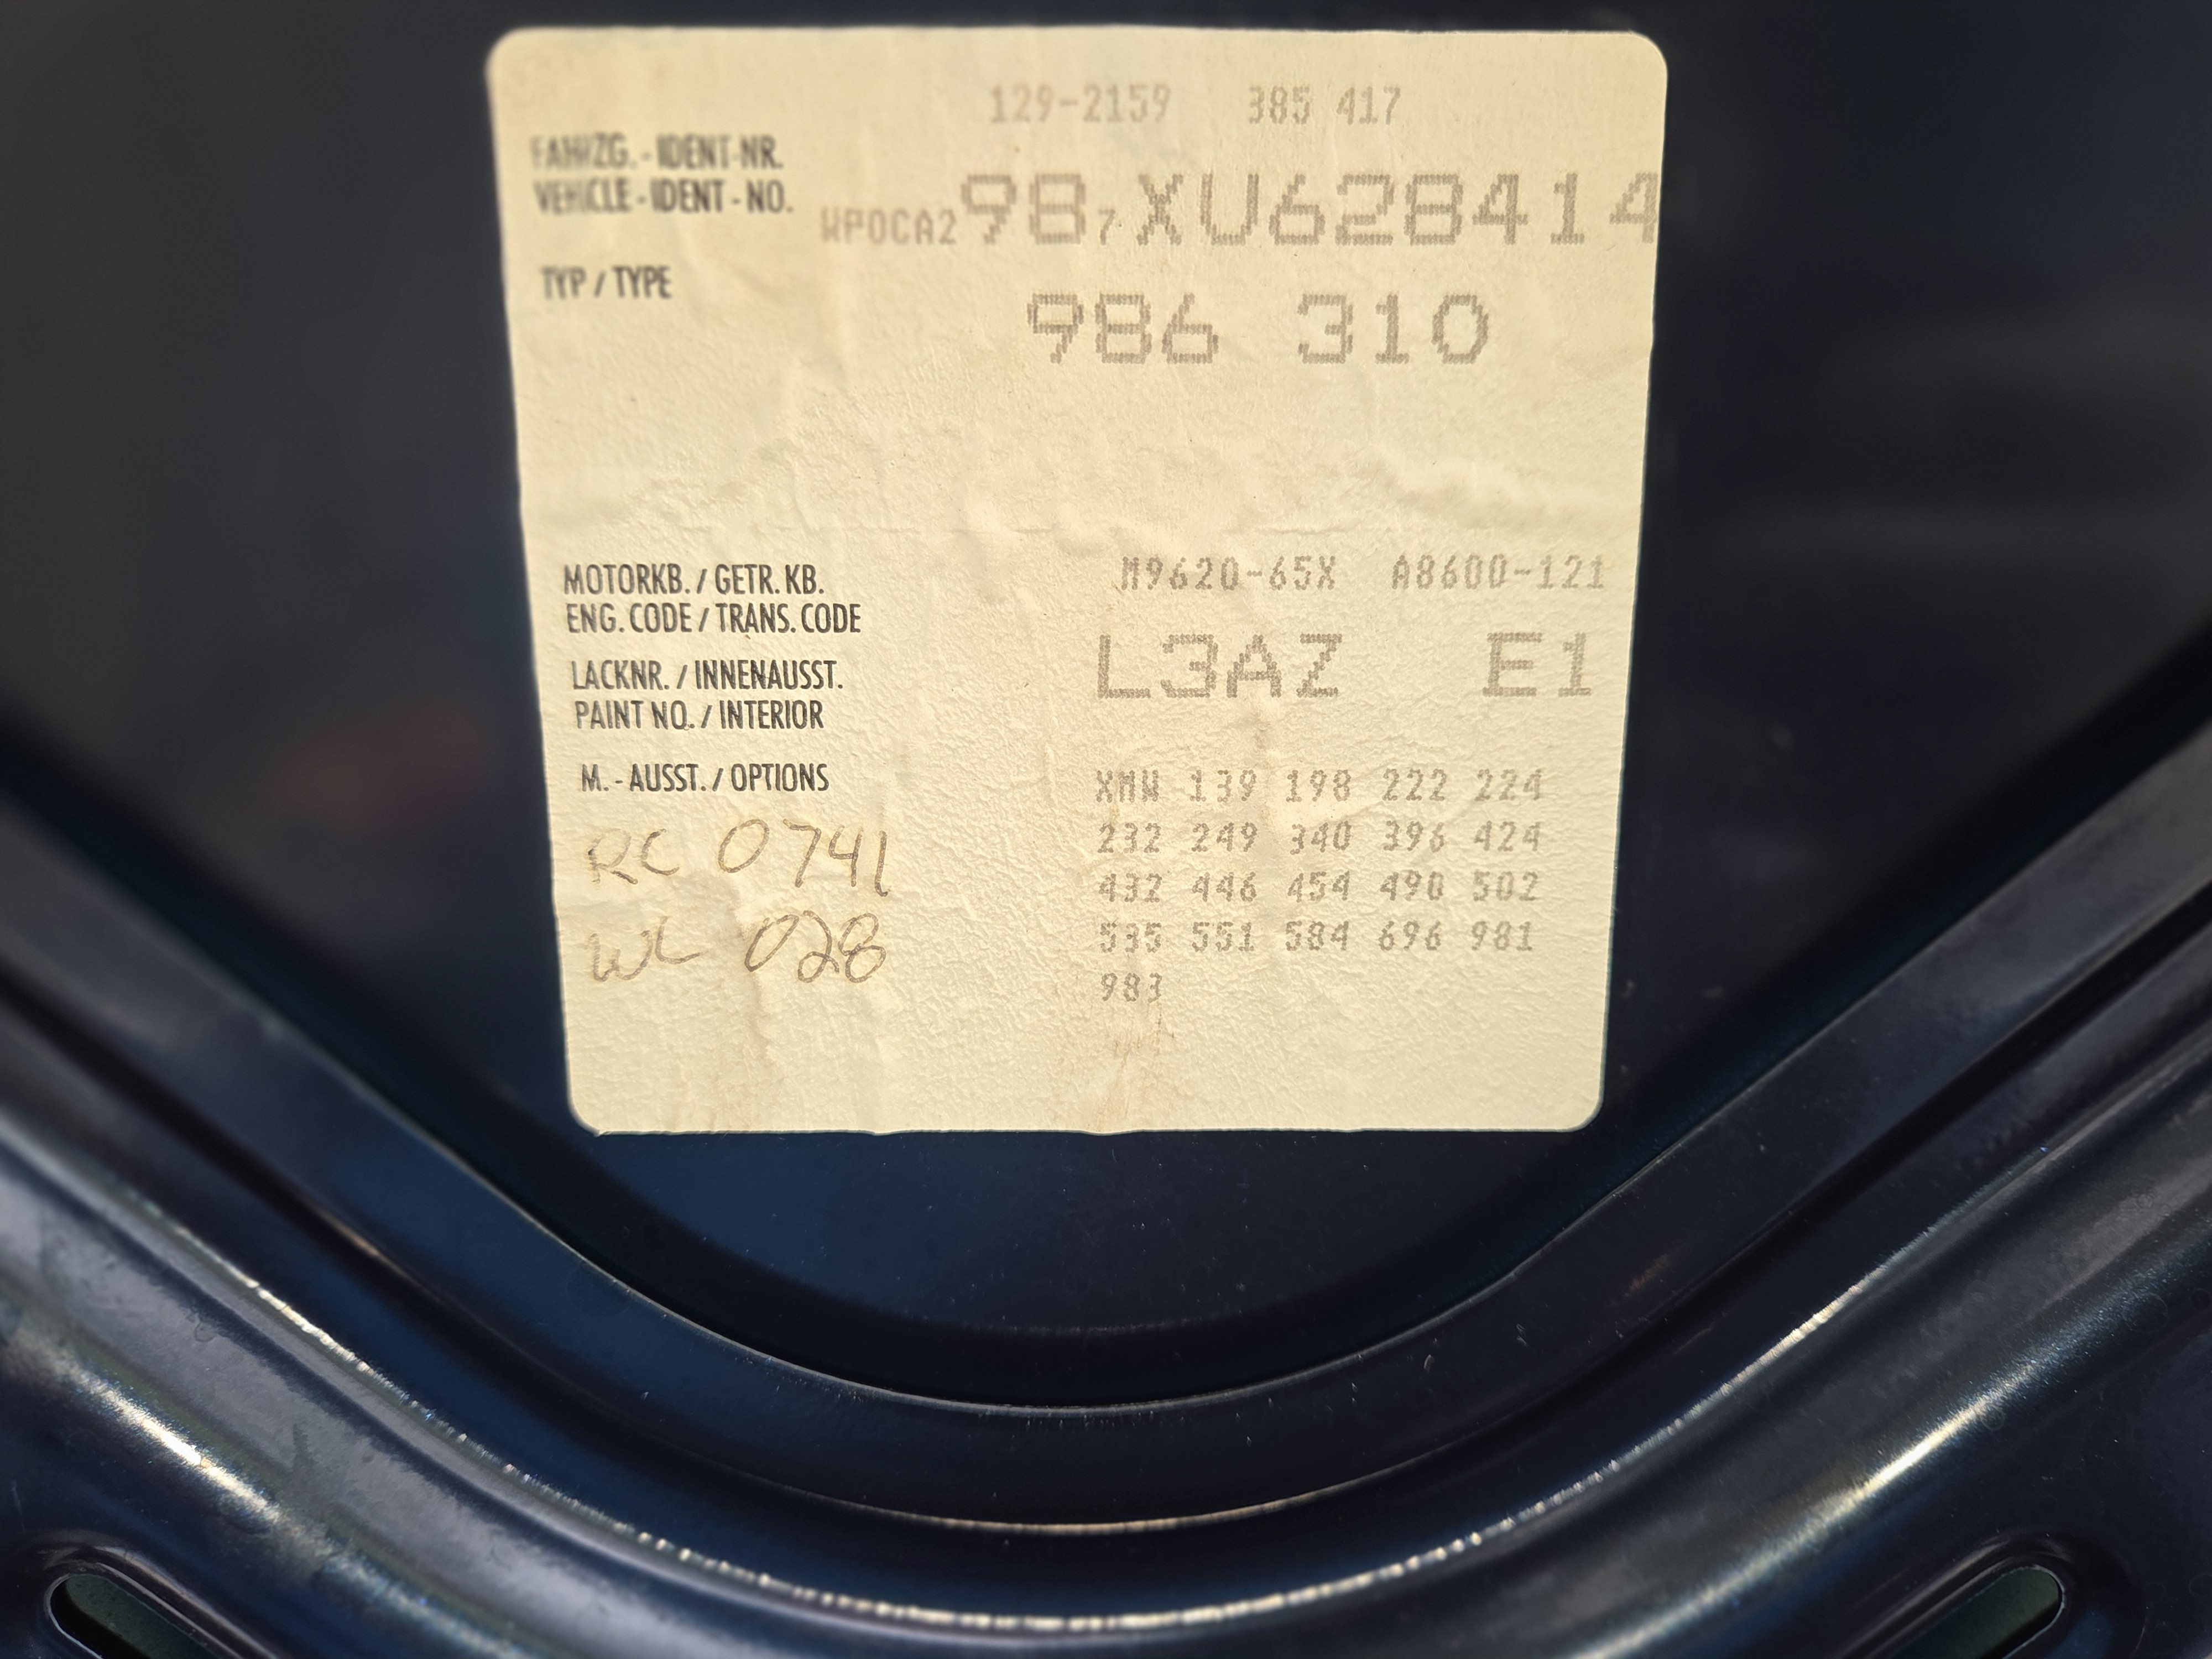 129-2159 385 417
FAHRZG.-IDENT-NR.
VEHICLE-IDENT-NO. WP0CA2987XU628414
TYP / TYPE
986 310
MOTORKB. / GETR. KB. M9620-65X A8600-121
ENG. CODE / TRANS. CODE
LACKNR. / INNENAUSST. L3AZ E1
PAINT NO. / INTERIOR
M.-AUSST. / OPTIONS XMW 139 198 222 224
232 249 340 396 424
RC 0741
432 446 454 490 502
WL 028
535 551 584 696 981
983